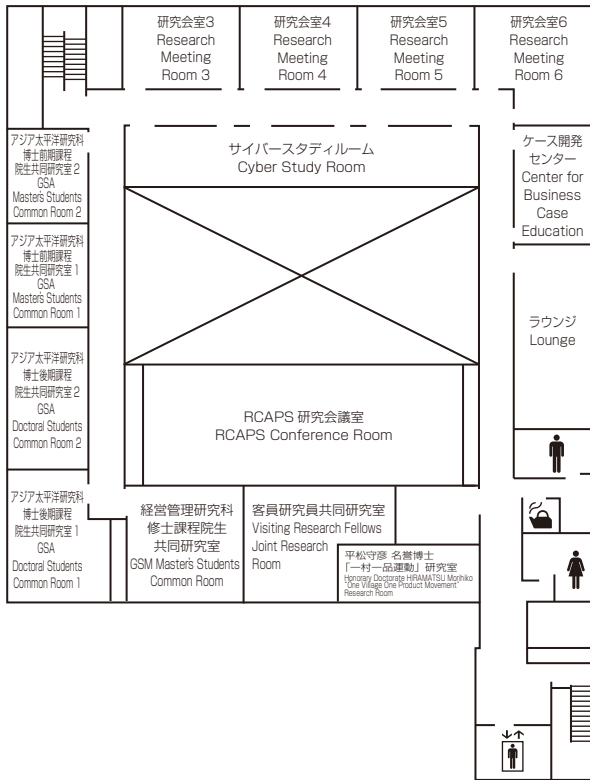 研究会室3
Research
Meeting
Room 3
研究会室4
Research
Meeting
Room 4
研究会室5
Research
Meeting
Room 5
研究会室6
Research
Meeting
Room 6
アジア太平洋研究科
博士前期課程
院生共同研究室 2
GSA
Master's Students
Common Room 2
サイバースタディルーム
Cyber Study Room
ケース開発
センター
Center for
Business
Case
Education
アジア太平洋研究科
博士前期課程
院生共同研究室 1
GSA
Master's Students
Common Room 1
ラウンジ
Lounge
アジア太平洋研究科
博士後期課程
院生共同研究室 2
GSA
Doctoral Students
Common Room 2
RCAPS 研究会議室
RCAPS Conference Room
アジア太平洋研究科
博士後期課程
院生共同研究室 1
GSA
Doctoral Students
Common Room 1
経営管理研究科
修士課程院生
共同研究室
GSM Master's Students
Common Room
客員研究員共同研究室
Visiting Research Fellows
Joint Research
Room
平松守彦 名誉博士
「一村一品運動」研究室
Honorary Doctorate HIRAMATSU Morihiko
"One Village One Product Movement"
Research Room